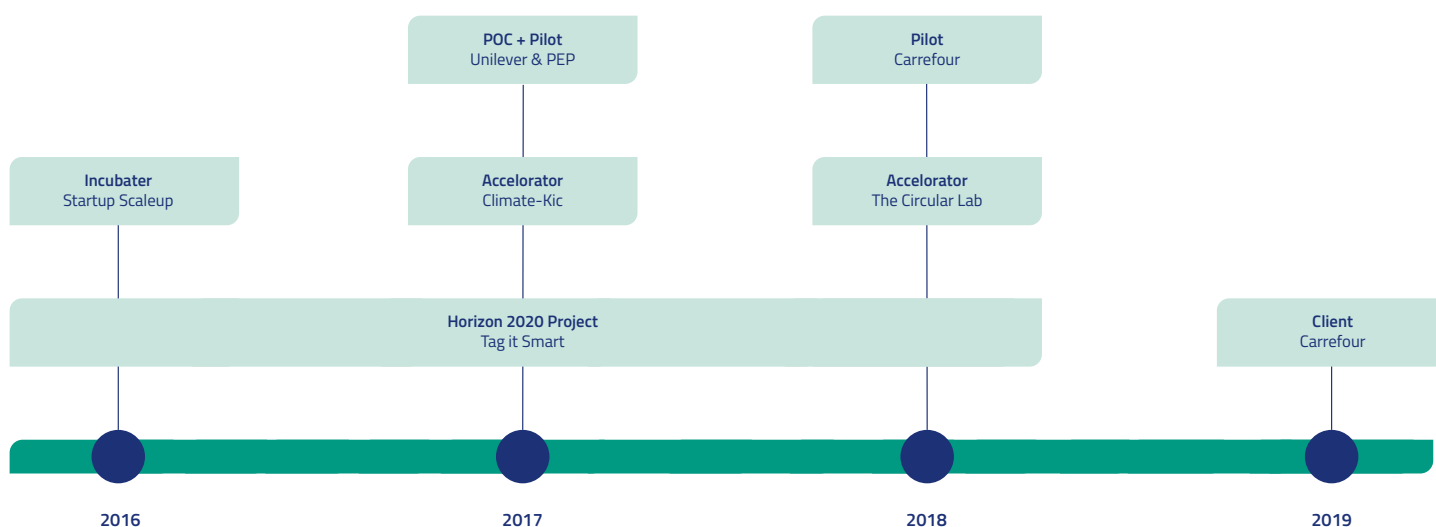 POC + Pilot
Unilever & PEP
Pilot
Carrefour
Incubater
Startup Scaleup
Accelorator
Climate-Kic
Accelerator
The Circular Lab
Horizon 2020 Project
Tag it Smart
Client
Carrefour
2016
2017
2018
2019